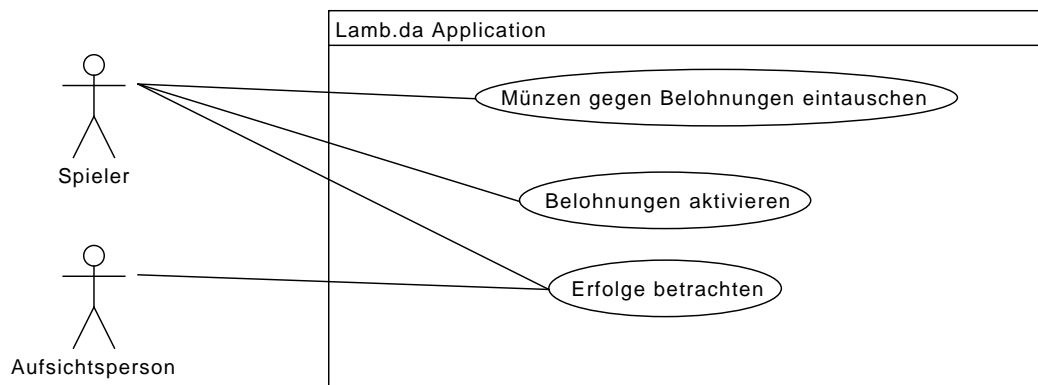 Lamb.da Application
Münzen gegen Belohnungen eintauschen
Spieler
Belohnungen aktivieren
Erfolge betrachten
Aufsichtsperson